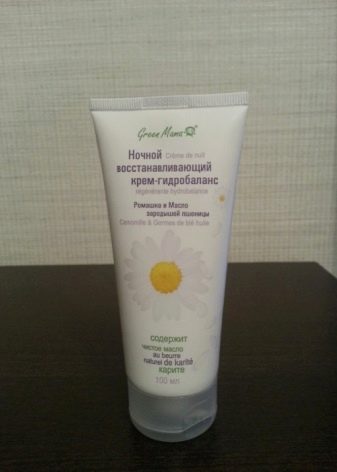 Green Mama
Ночной Crème de nuit
восстанавливающий
крем-гидробаланс
régénérante hydrobalance
Ромашка и Масло
зародышей пшеницы
Camomille & Germes de blé huile
содержит
чистое масло
au beurre
naturel de karité
карите
100 мл